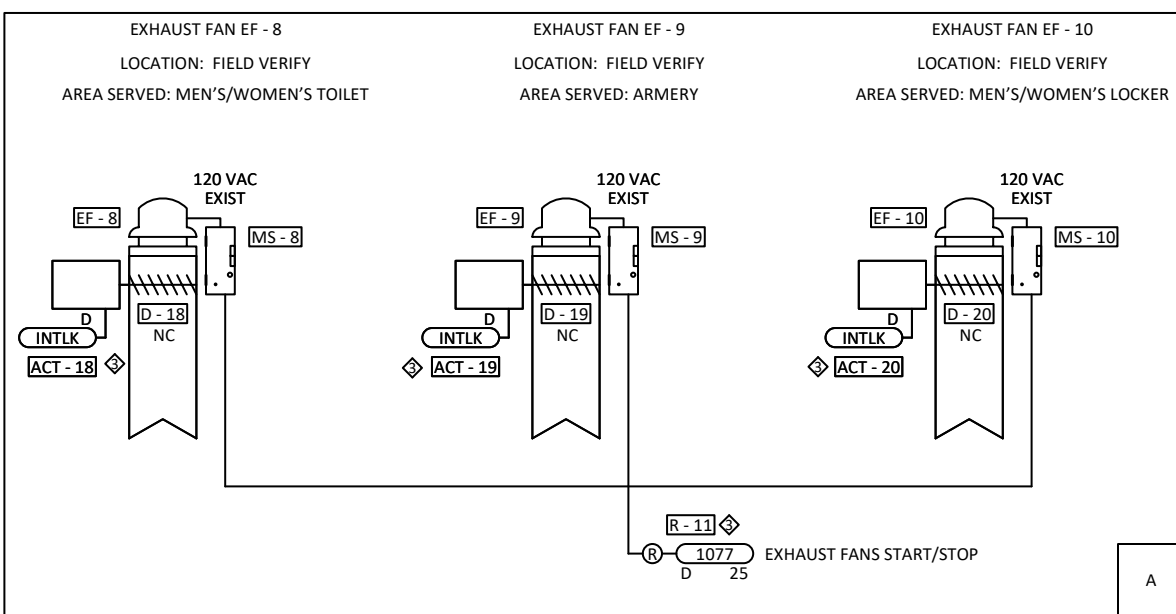 EXHAUST FAN EF - 8
LOCATION: FIELD VERIFY
AREA SERVED: MEN'S/WOMEN'S TOILET
EXHAUST FAN EF - 9
LOCATION: FIELD VERIFY
AREA SERVED: ARMERY
EXHAUST FAN EF - 10
LOCATION: FIELD VERIFY
AREA SERVED: MEN'S/WOMEN'S LOCKER
120 VAC
EXIST
EF - 8
MS - 8
D - 18
NC
D
INTLK
ACT - 18 3
120 VAC
EXIST
EF - 9
MS - 9
D - 19
NC
D
INTLK
3 ACT - 19
120 VAC
EXIST
EF - 10
MS - 10
D - 20
NC
D
INTLK
3 ACT - 20
R - 11 3
R 1077 EXHAUST FANS START/STOP
D 25
A